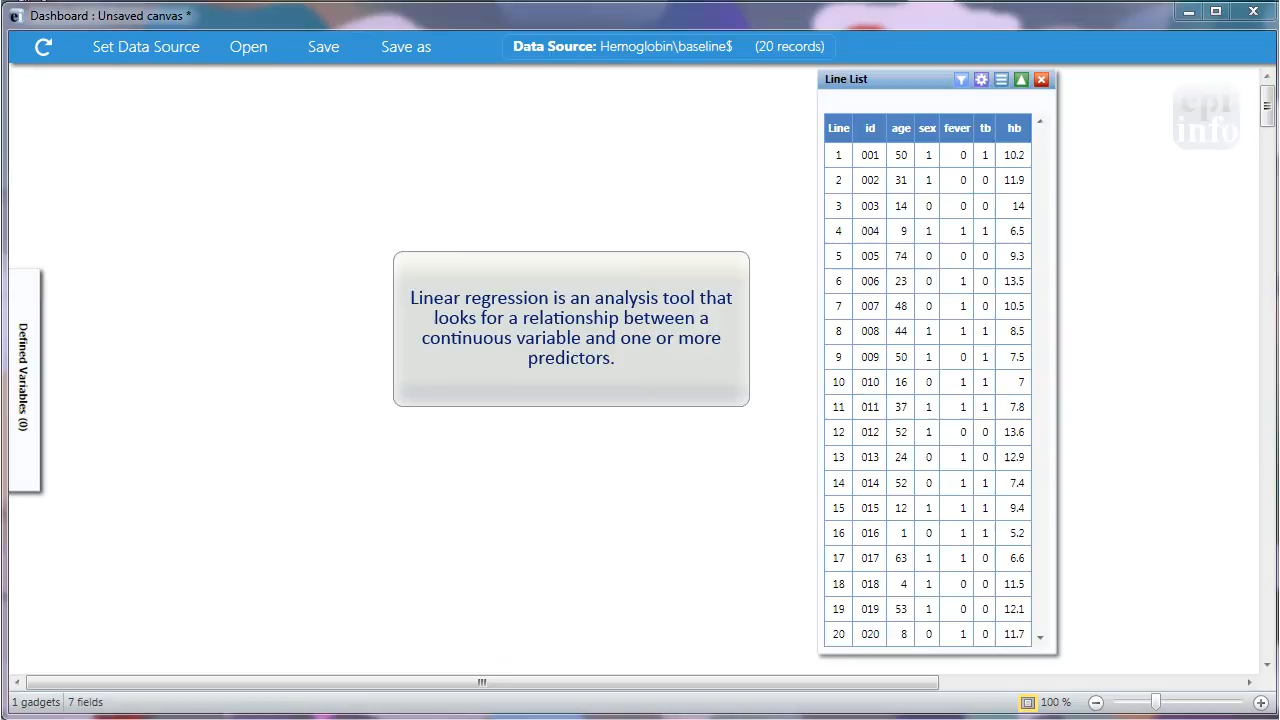 Dashboard : Unsaved canvas *
Set Data Source Open Save Save as Data Source: Hemoglobin\baseline$ (20 records)
Line List
epi
info
Line id age sex fever tb hb
1 001 50 1 0 1 10.2
2 002 31 1 0 0 11.9
3 003 14 0 0 0 14
4 004 9 1 1 1 6.5
5 005 74 0 0 0 9.3
6 006 23 0 1 0 13.5
7 007 48 0 1 0 10.5
8 008 44 1 1 1 8.5
9 009 50 1 0 1 7.5
10 010 16 0 1 1 7
11 011 37 1 1 1 7.8
12 012 52 1 0 0 13.6
13 013 24 0 1 0 12.9
14 014 52 0 1 1 7.4
15 015 12 1 1 1 9.4
16 016 1 0 1 1 5.2
17 017 63 1 1 0 6.6
18 018 4 1 0 0 11.5
19 019 53 1 0 0 12.1
20 020 8 0 1 0 11.7
Linear regression is an analysis tool that
looks for a relationship between a
continuous variable and one or more
predictors.
Defined Variables (0)
1 gadgets 7 fields
100 %